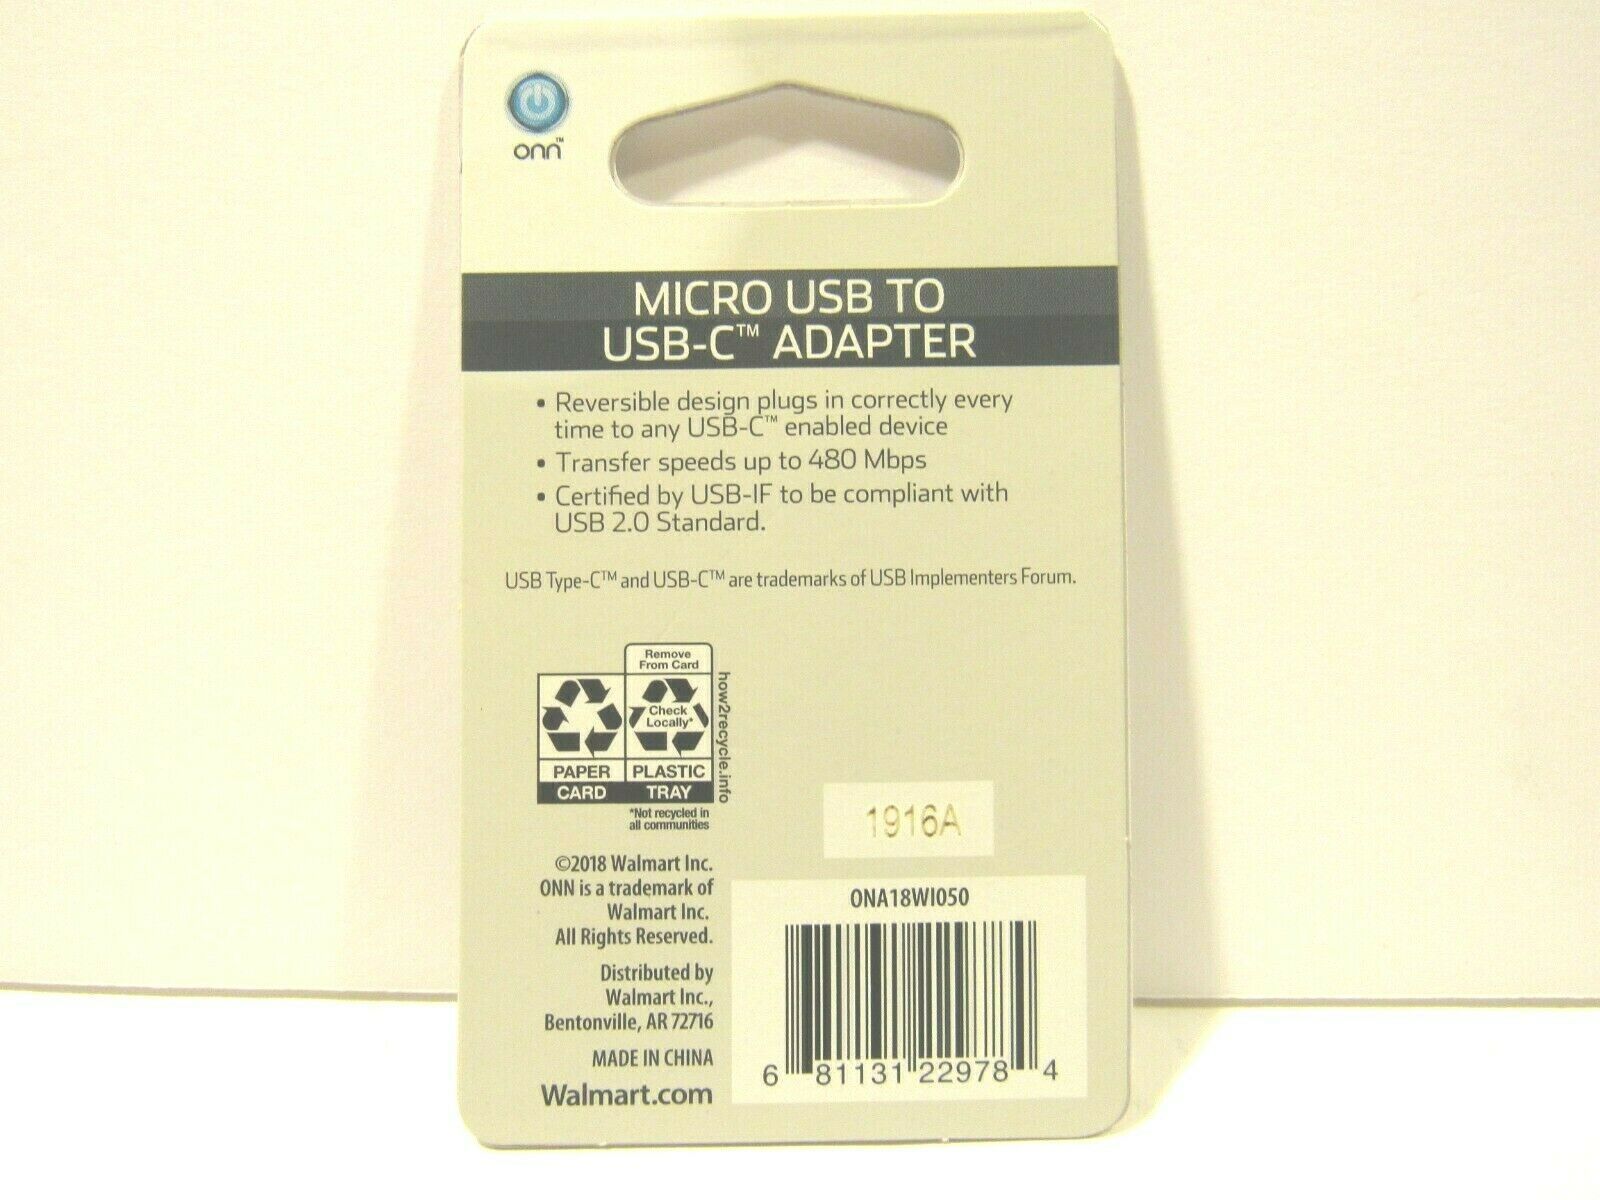 onn™
MICRO USB TO
USB-C™ ADAPTER
• Reversible design plugs in correctly every
time to any USB-C™ enabled device
• Transfer speeds up to 480 Mbps
• Certified by USB-IF to be compliant with
USB 2.0 Standard.
USB Type-C™ and USB-C™ are trademarks of USB Implementers Forum.
Remove
From Card
Check
Locally*
PAPER
PLASTIC
CARD
TRAY
how2recycle.info
*Not recycled in
all communities
1916A
©2018 Walmart Inc.
ONN is a trademark of
Walmart Inc.
All Rights Reserved.
Distributed by
Walmart Inc.,
Bentonville, AR 72716
MADE IN CHINA
Walmart.com
ONA18WI050
6 81131 22978 4